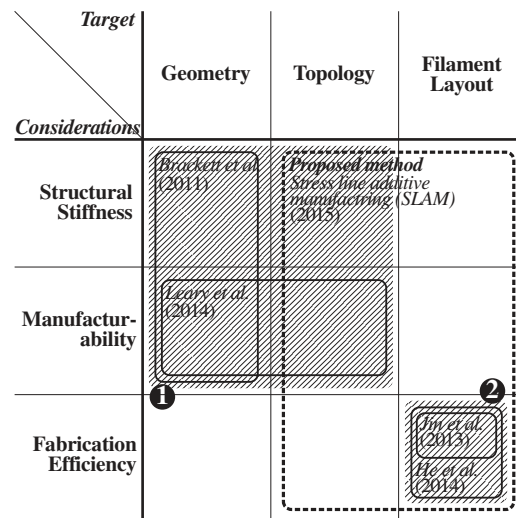 Target
Considerations
Geometry
Topology
Filament
Layout
Structural
Stiffness
Brackett et al.
(2011)
Proposed method
Stress line additive
manufactring (SLAM)
(2015)
Manufactur-
ability
Leary et al.
(2014)
1
2
Fabrication
Efficiency
Jin et al.
(2013)
He et al.
(2014)